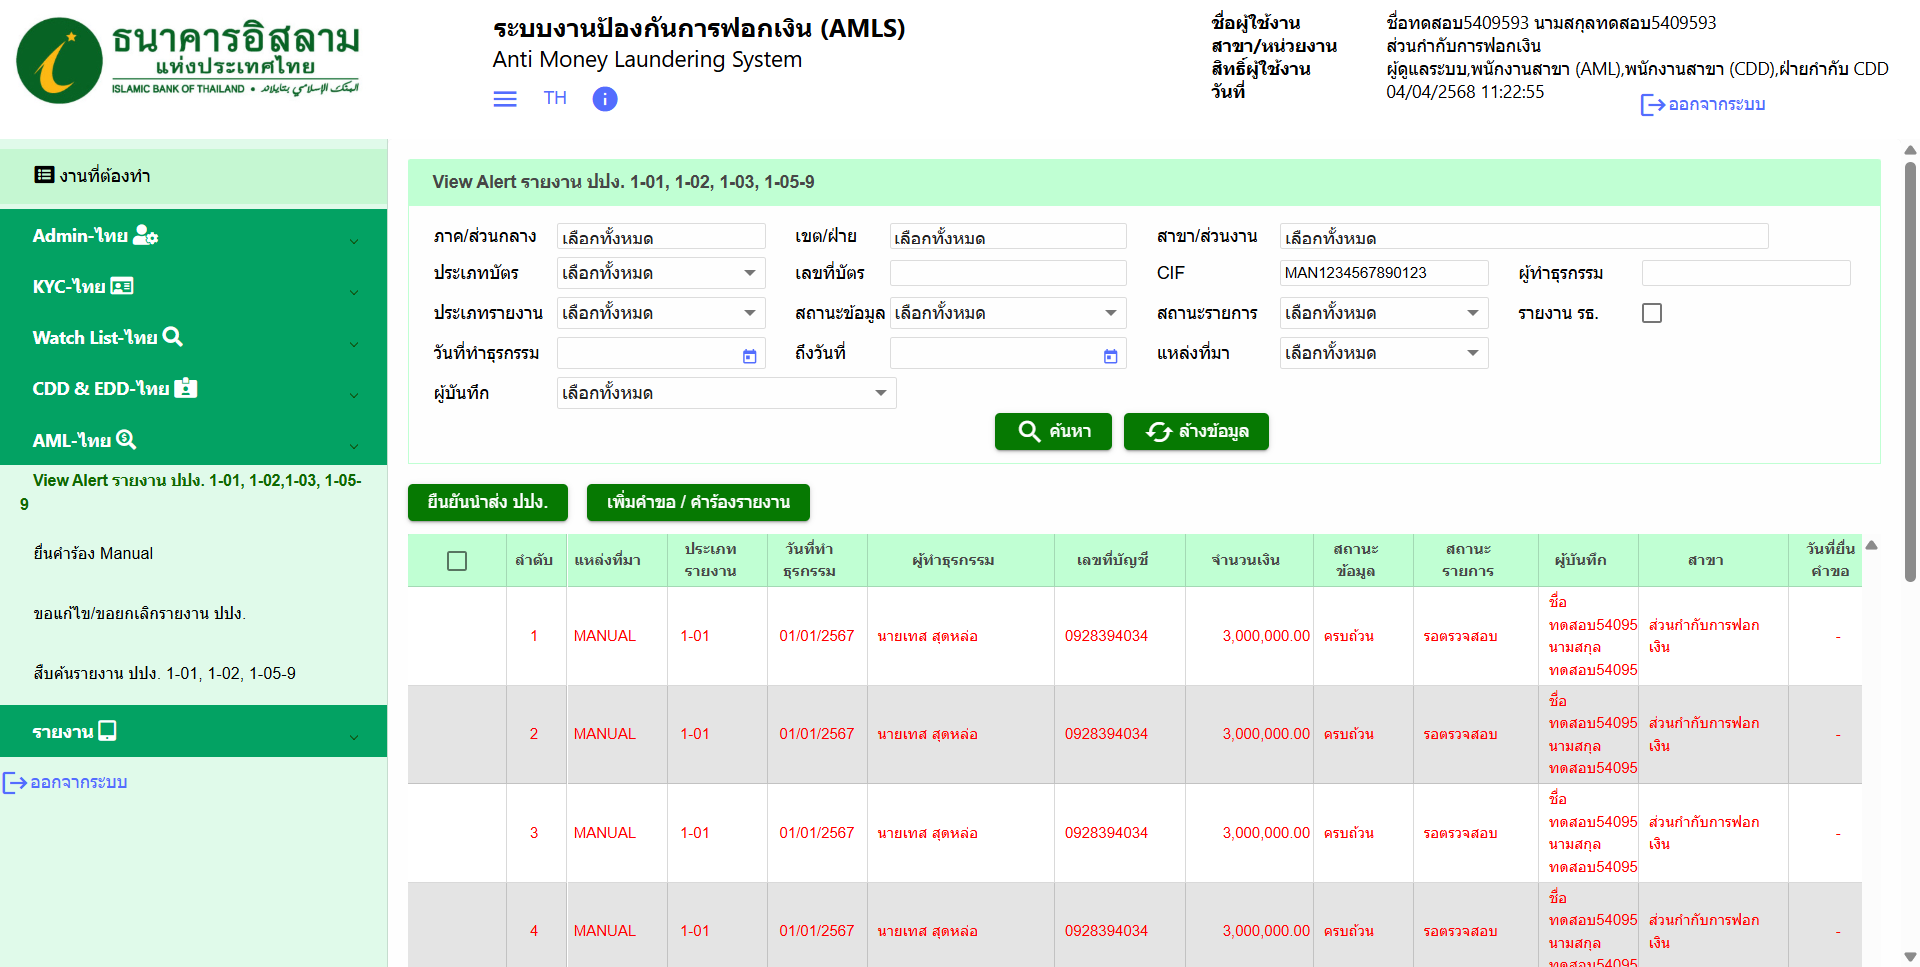 ธนาคารอิสลาม
แห่งประเทศไทย
ISLAMIC BANK OF THAILAND •
ระบบงานป้องกันการฟอกเงิน (AMLS)
Anti Money Laundering System
TH
ชื่อผู้ใช้งาน ชื่อทดสอบ5409593 นามสกุลทดสอบ5409593
สาขา/หน่วยงาน ส่วนกำกับการฟอกเงิน
สิทธิ์ผู้ใช้งาน ผู้ดูแลระบบ,พนักงานสาขา (AML),พนักงานสาขา (CDD),ฝ่ายกำกับ CDD
วันที่ 04/04/2568 11:22:55
ออกจากระบบ
งานที่ต้องทำ
Admin-ไทย
KYC-ไทย
Watch List-ไทย
CDD & EDD-ไทย
AML-ไทย
View Alert รายงาน ปปง. 1-01, 1-02,1-03, 1-05-
9
ยื่นคำร้อง Manual
ขอแก้ไข/ขอยกเลิกรายงาน ปปง.
สืบค้นรายงาน ปปง. 1-01, 1-02, 1-05-9
รายงาน
ออกจากระบบ
View Alert รายงาน ปปง. 1-01, 1-02, 1-03, 1-05-9
ภาค/ส่วนกลาง เลือกทั้งหมด เขต/ฝ่าย เลือกทั้งหมด สาขา/ส่วนงาน เลือกทั้งหมด
ประเภทบัตร เลือกทั้งหมด เลขที่บัตร CIF MAN1234567890123 ผู้ทำธุรกรรม
ประเภทรายงาน เลือกทั้งหมด สถานะข้อมูล เลือกทั้งหมด สถานะรายการ เลือกทั้งหมด รายงาน รธ.
วันที่ทำธุรกรรม ถึงวันที่ แหล่งที่มา เลือกทั้งหมด
ผู้บันทึก เลือกทั้งหมด
ค้นหา ล้างข้อมูล
ยืนยันนำส่ง ปปง. เพิ่มคำขอ / คำร้องรายงาน
ลำดับ แหล่งที่มา ประเภท รายงาน วันที่ทำ ธุรกรรม ผู้ทำธุรกรรม เลขที่บัญชี จำนวนเงิน สถานะ ข้อมูล สถานะ รายการ ผู้บันทึก สาขา วันที่ยื่น คำขอ
1 MANUAL 1-01 01/01/2567 นายเทส สุดหล่อ 0928394034 3,000,000.00 ครบถ้วน รอตรวจสอบ ชื่อ ทดสอบ54095 นามสกุล ทดสอบ54095 ส่วนกำกับการฟอก เงิน -
2 MANUAL 1-01 01/01/2567 นายเทส สุดหล่อ 0928394034 3,000,000.00 ครบถ้วน รอตรวจสอบ ชื่อ ทดสอบ54095 นามสกุล ทดสอบ54095 ส่วนกำกับการฟอก เงิน -
3 MANUAL 1-01 01/01/2567 นายเทส สุดหล่อ 0928394034 3,000,000.00 ครบถ้วน รอตรวจสอบ ชื่อ ทดสอบ54095 นามสกุล ทดสอบ54095 ส่วนกำกับการฟอก เงิน -
4 MANUAL 1-01 01/01/2567 นายเทส สุดหล่อ 0928394034 3,000,000.00 ครบถ้วน รอตรวจสอบ ชื่อ ทดสอบ54095 นามสกุล ทดสอบ54095 ส่วนกำกับการฟอก เงิน -